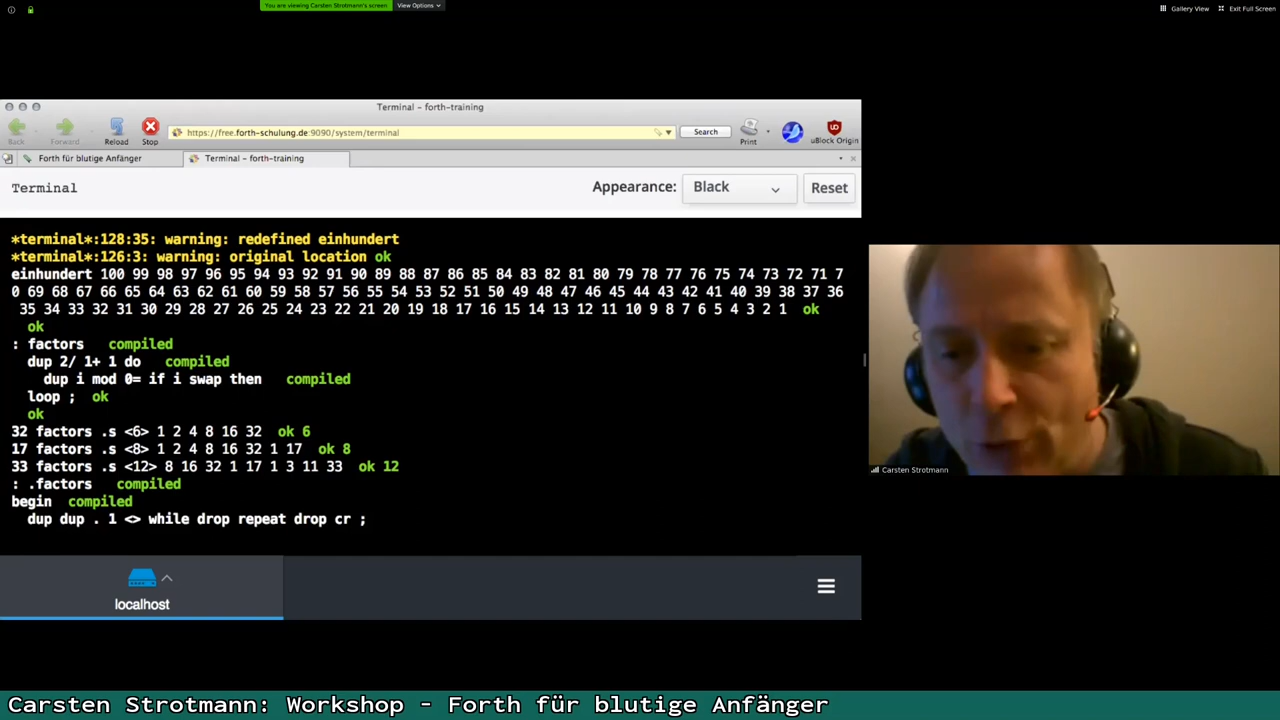 You are viewing Carsten Strotmann's screen
View Options
Gallery View
Exit Full Screen
Terminal - forth-training
Back
Forward
Reload
Stop
https://free.forth-schulung.de:9090/system/terminal
Search
Print
uBlock Origin
Forth für blutige Anfänger
Terminal - forth-training
Terminal
Appearance:
Black
Reset
*terminal*:128:35: warning: redefined einhundert
*terminal*:126:3: warning: original location ok
einhundert 100 99 98 97 96 95 94 93 92 91 90 89 88 87 86 85 84 83 82 81 80 79 78 77 76 75 74 73 72 71 7
0 69 68 67 66 65 64 63 62 61 60 59 58 57 56 55 54 53 52 51 50 49 48 47 46 45 44 43 42 41 40 39 38 37 36
35 34 33 32 31 30 29 28 27 26 25 24 23 22 21 20 19 18 17 16 15 14 13 12 11 10 9 8 7 6 5 4 3 2 1 ok
ok
: factors compiled
dup 2/ 1+ 1 do compiled
dup i mod 0= if i swap then compiled
loop ; ok
ok
32 factors .s <6> 1 2 4 8 16 32 ok 6
17 factors .s <8> 1 2 4 8 16 32 1 17 ok 8
33 factors .s <12> 8 16 32 1 17 1 3 11 33 ok 12
: .factors compiled
begin compiled
dup dup . 1 <> while drop repeat drop cr ;
localhost
Carsten Strotmann
Carsten Strotmann: Workshop - Forth für blutige Anfänger